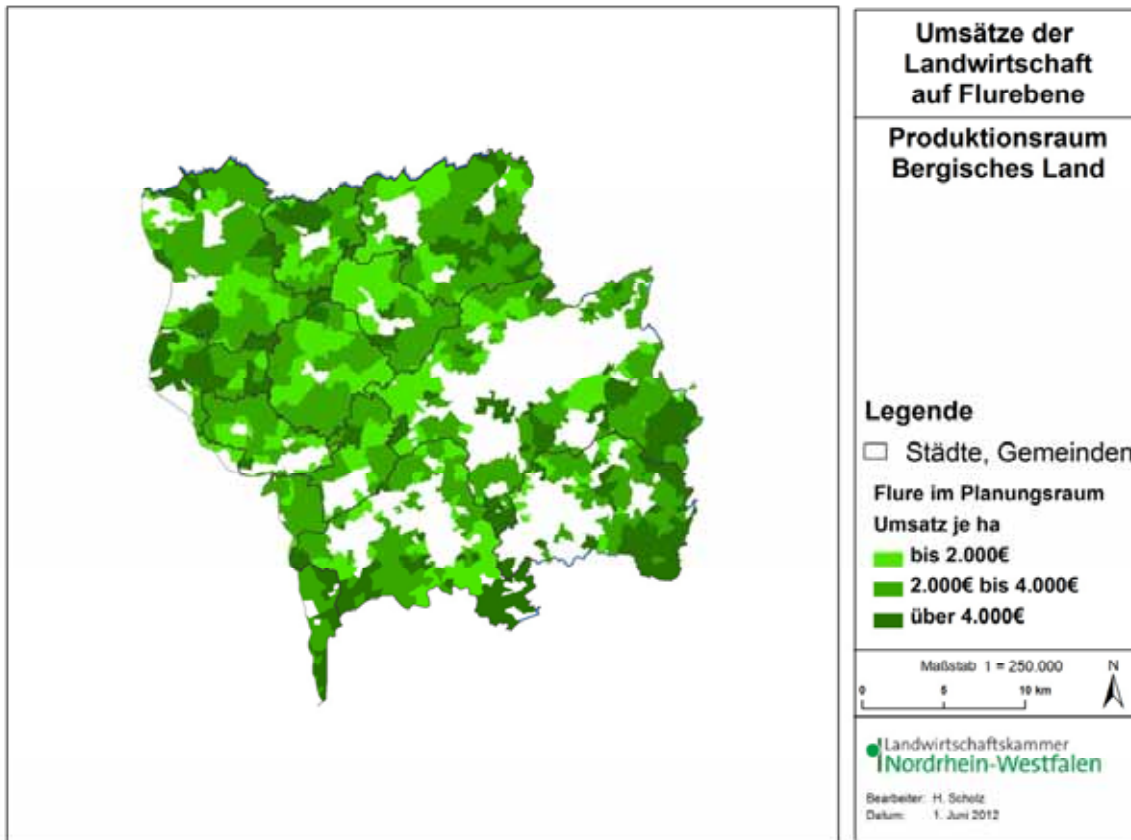 Umsätze der
Landwirtschaft
auf Flurebene
Produktionsraum
Bergisches Land
Legende
Städte, Gemeinden
Flure im Planungsraum
Umsatz je ha
bis 2.000€
2.000€ bis 4.000€
über 4.000€
Maßstab 1 = 250.000
N
0 5 10 km
Landwirtschaftskammer
Nordrhein-Westfalen
Bearbeiter: H. Scholz
Datum: 1. Juni 2012